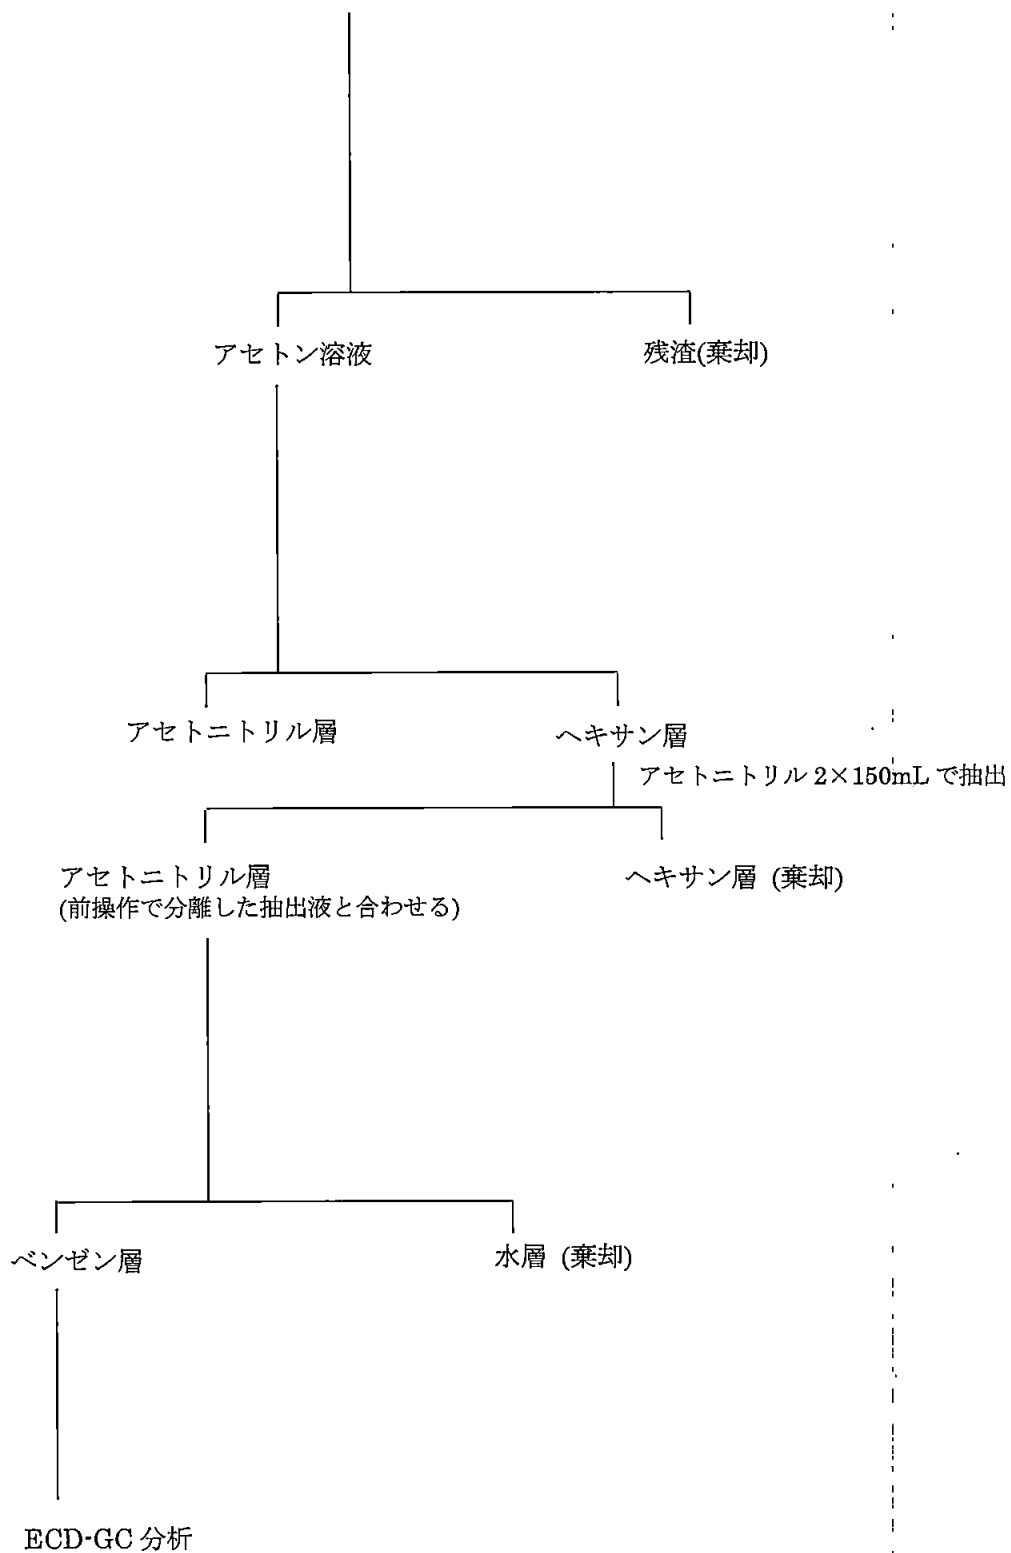 アセトン溶液
残渣(棄却)
アセトニトリル層
ヘキサン層
アセトニトリル 2×150mL で抽出
アセトニトリル層
(前操作で分離した抽出液と合わせる)
ヘキサン層 (棄却)
ベンゼン層
水層 (棄却)
ECD-GC 分析